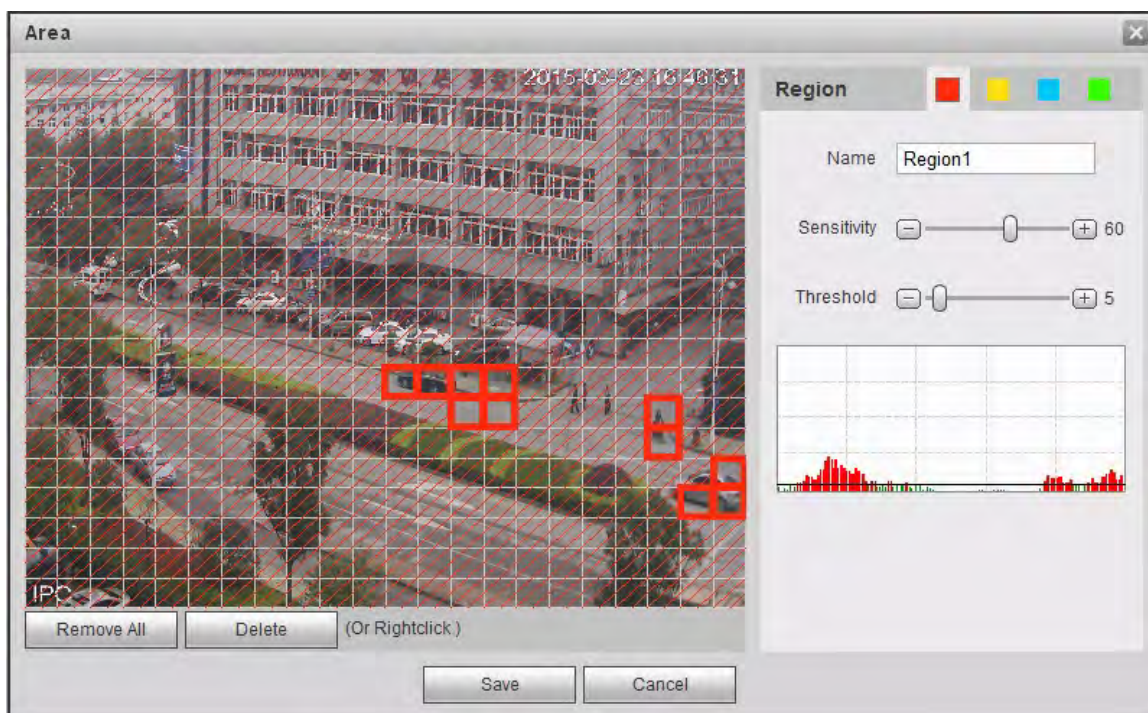 Area
2015-03-23 16:46:31
Region
Name
Region1
Sensitivity
60
Threshold
5
IPC
Remove All
Delete
(Or Rightclick )
Save
Cancel